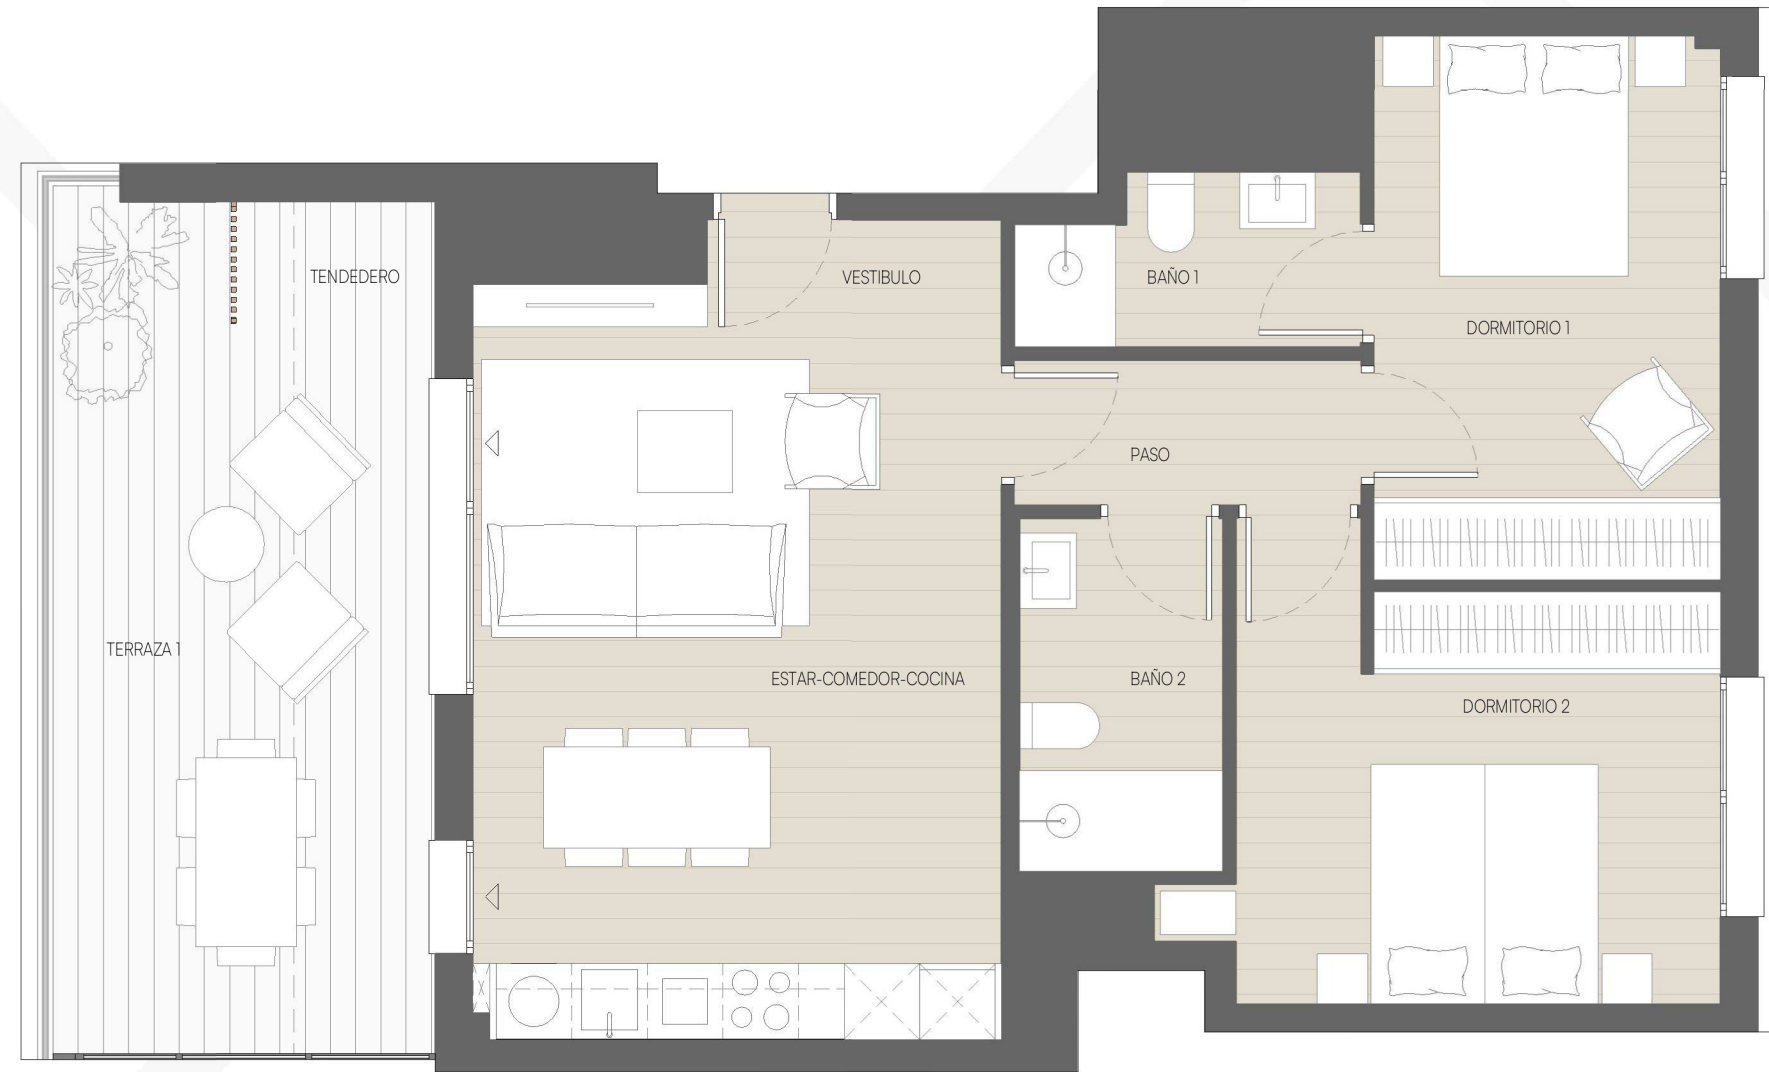 TENDEDERO
VESTIBULO
BAÑO 1
DORMITORIO 1
PASO
TERRAZA 1
ESTAR-COMEDOR-COCINA
BAÑO 2
DORMITORIO 2